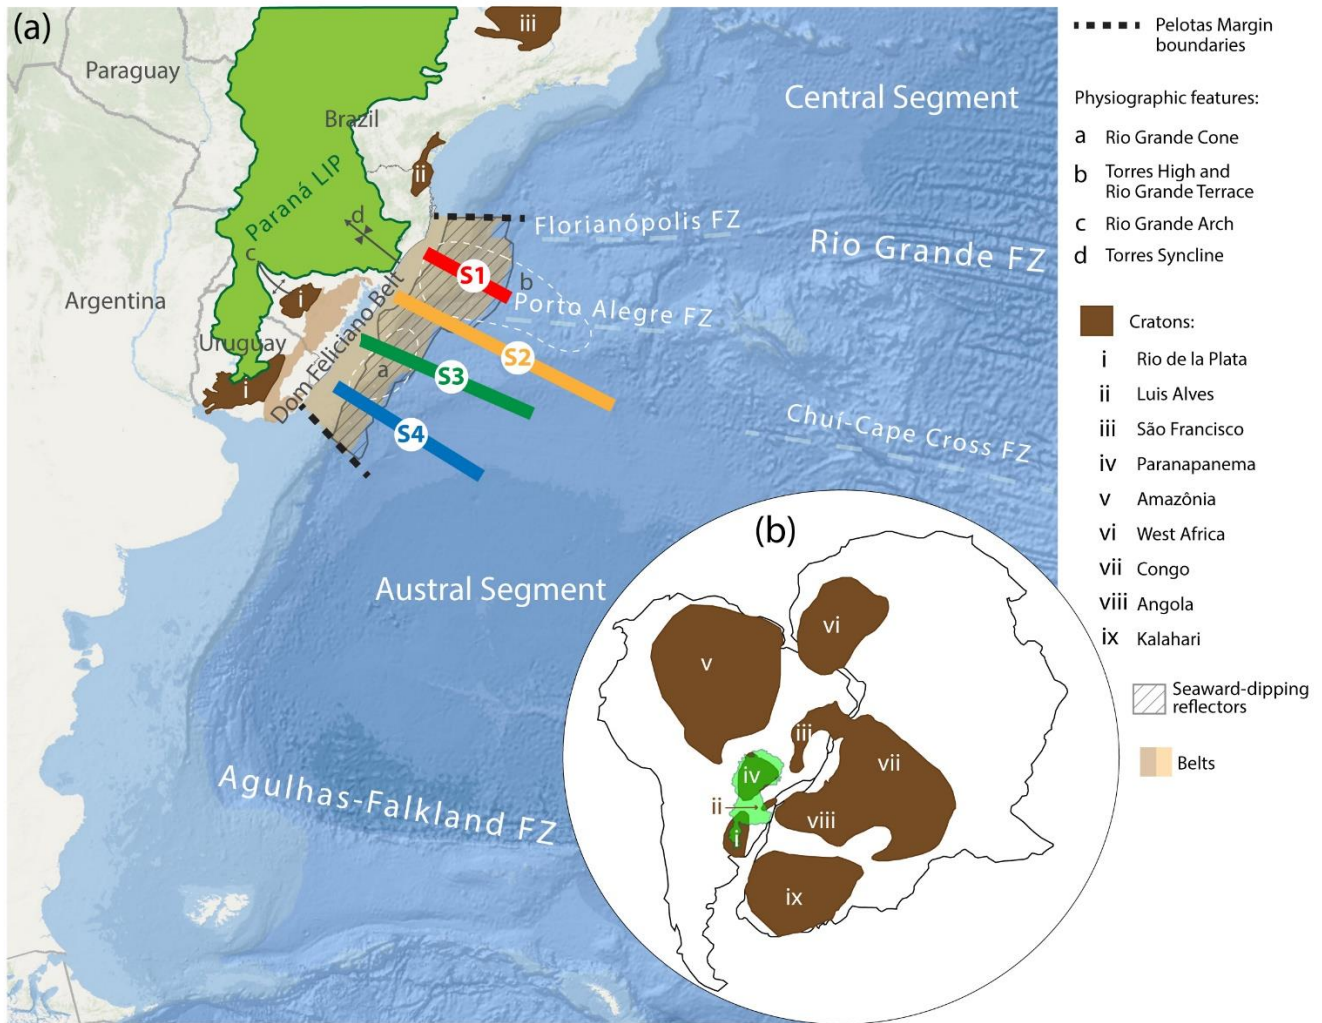 (a)
iii
Paraguay
Central Segment
Brazil
ii
Paraná LIP
d
Florianópolis FZ
Rio Grande FZ
c
S1
b
Argentina
i
Porto Alegre FZ
Uruguay
S2
Dom Feliciano Belt
a
S3
i
S4
Chuí-Cape Cross FZ
Austral Segment
Agulhas-Falkland FZ
(b)
vi
v
iii
vii
iv
ii
viii
i
ix
Pelotas Margin
boundaries
Physiographic features:
a Rio Grande Cone
b Torres High and
Rio Grande Terrace
c Rio Grande Arch
d Torres Syncline
Cratons:
i Rio de la Plata
ii Luis Alves
iii São Francisco
iv Paranapanema
v Amazônia
vi West Africa
vii Congo
viii Angola
ix Kalahari
Seaward-dipping
reflectors
Belts